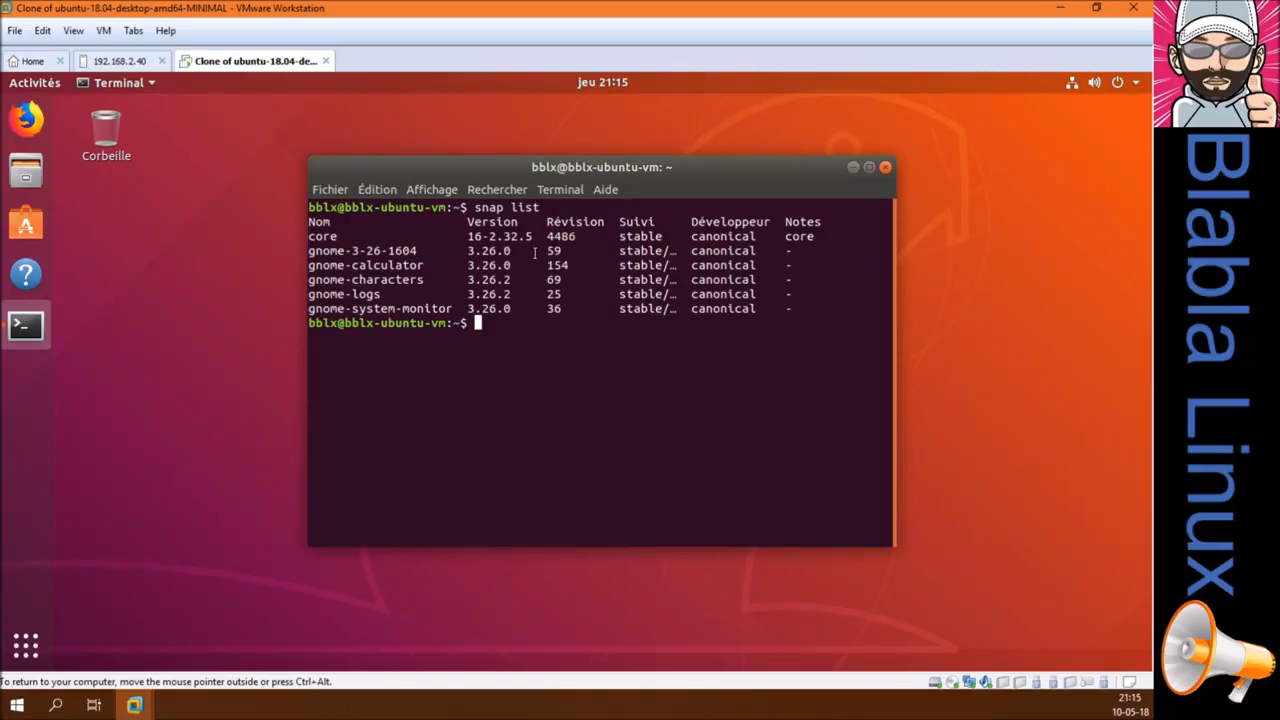 Clone of ubuntu-18.04-desktop-amd64-MINIMAL - VMware Workstation
File Edit View VM Tabs Help
Home 192.168.2.40 Clone of ubuntu-18.04-de...
Activités Terminal jeu 21:15
Corbeille
bblx@bblx-ubuntu-vm: ~
Fichier Édition Affichage Rechercher Terminal Aide
bblx@bblx-ubuntu-vm:~$ snap list
Nom Version Révision Suivi Développeur Notes
core 16-2.32.5 4486 stable canonical core
gnome-3-26-1604 3.26.0 59 stable/… canonical -
gnome-calculator 3.26.0 154 stable/… canonical -
gnome-characters 3.26.2 69 stable/… canonical -
gnome-logs 3.26.2 25 stable/… canonical -
gnome-system-monitor 3.26.0 36 stable/… canonical -
bblx@bblx-ubuntu-vm:~$
To return to your computer, move the mouse pointer outside or press Ctrl+Alt.
21:15
10-05-18
Blabla Linux